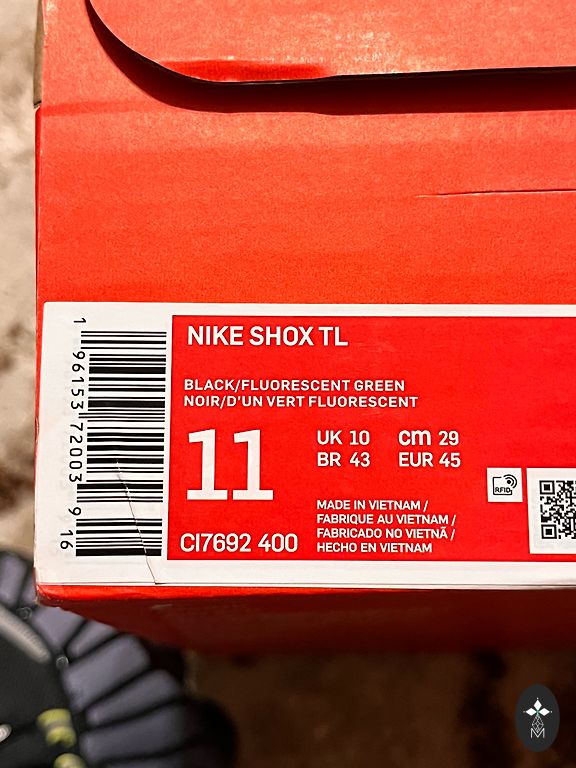 NIKE SHOX TL
BLACK/FLUORESCENT GREEN
NOIR/D'UN VERT FLUORESCENT
11
UK 10 cm 29
BR 43 EUR 45
CI7692 400
MADE IN VIETNAM /
FABRIQUE AU VIETNAM /
FABRICADO NO VIETNÃ /
HECHO EN VIETNAM
RFID
1 96153 72003 9 16
M